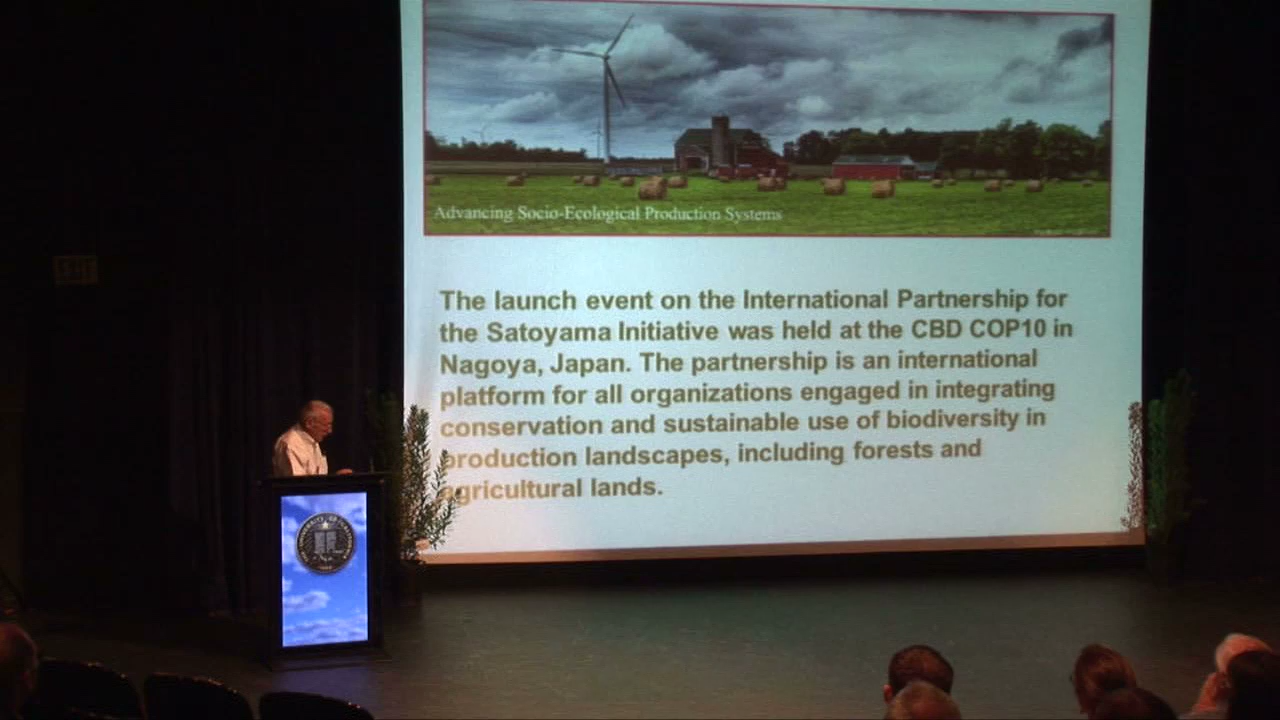 Advancing Socio-Ecological Production Systems
The launch event on the International Partnership for
the Satoyama Initiative was held at the CBD COP10 in
Nagoya, Japan. The partnership is an international
platform for all organizations engaged in integrating
conservation and sustainable use of biodiversity in
production landscapes, including forests and
agricultural lands.